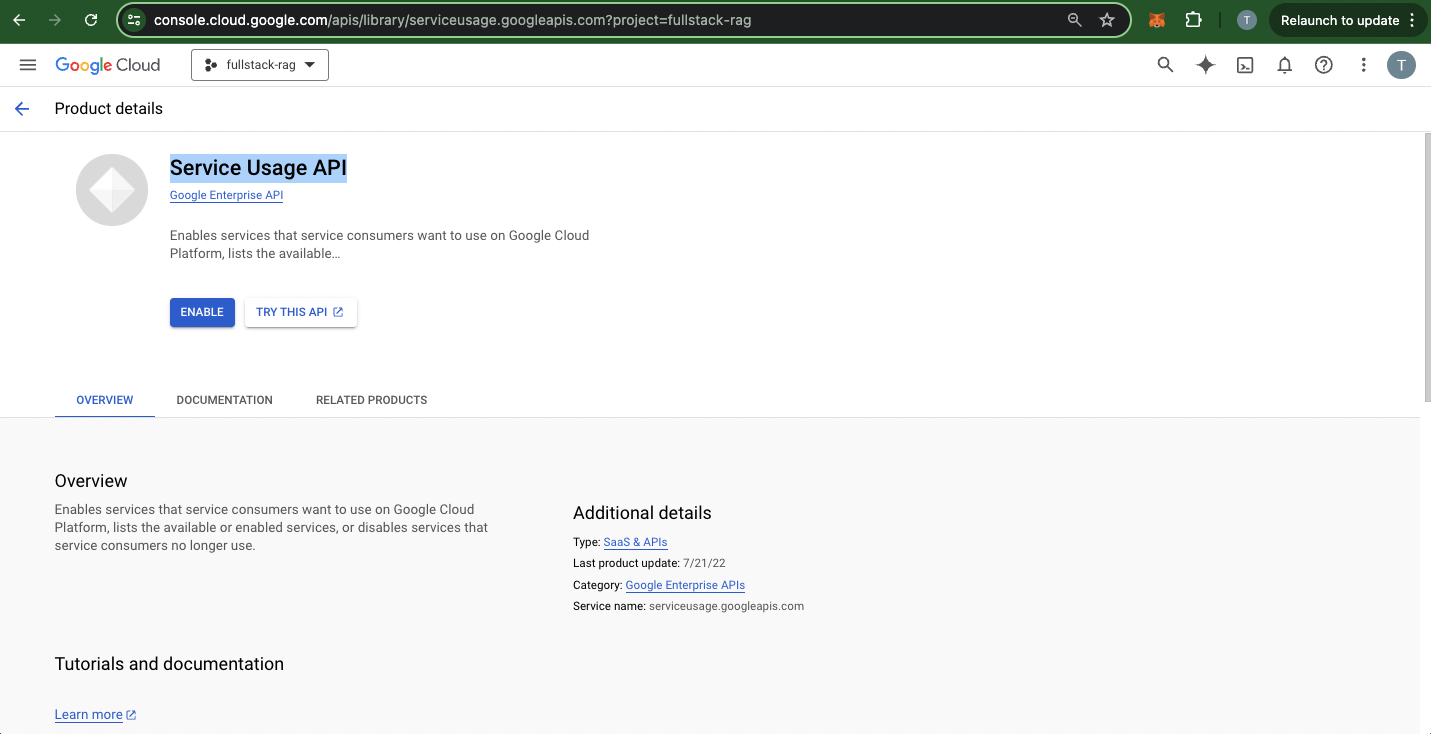 console.cloud.google.com/apis/library/serviceusage.googleapis.com?project=fullstack-rag
T
Relaunch to update
Google Cloud
fullstack-rag
T
Product details
Service Usage API
Google Enterprise API
Enables services that service consumers want to use on Google Cloud
Platform, lists the available…
ENABLE
TRY THIS API
OVERVIEW
DOCUMENTATION
RELATED PRODUCTS
Overview
Enables services that service consumers want to use on Google Cloud
Platform, lists the available or enabled services, or disables services that
service consumers no longer use.
Additional details
Type: SaaS & APIs
Last product update: 7/21/22
Category: Google Enterprise APIs
Service name: serviceusage.googleapis.com
Tutorials and documentation
Learn more